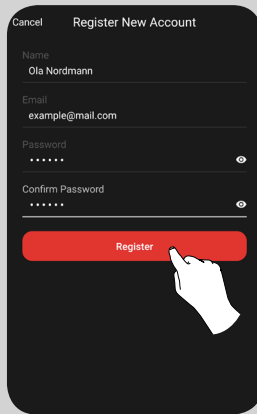 Cancel Register New Account
Name
Ola Nordmann
Email
example@mail.com
Password
••••••
Confirm Password
••••••
Register